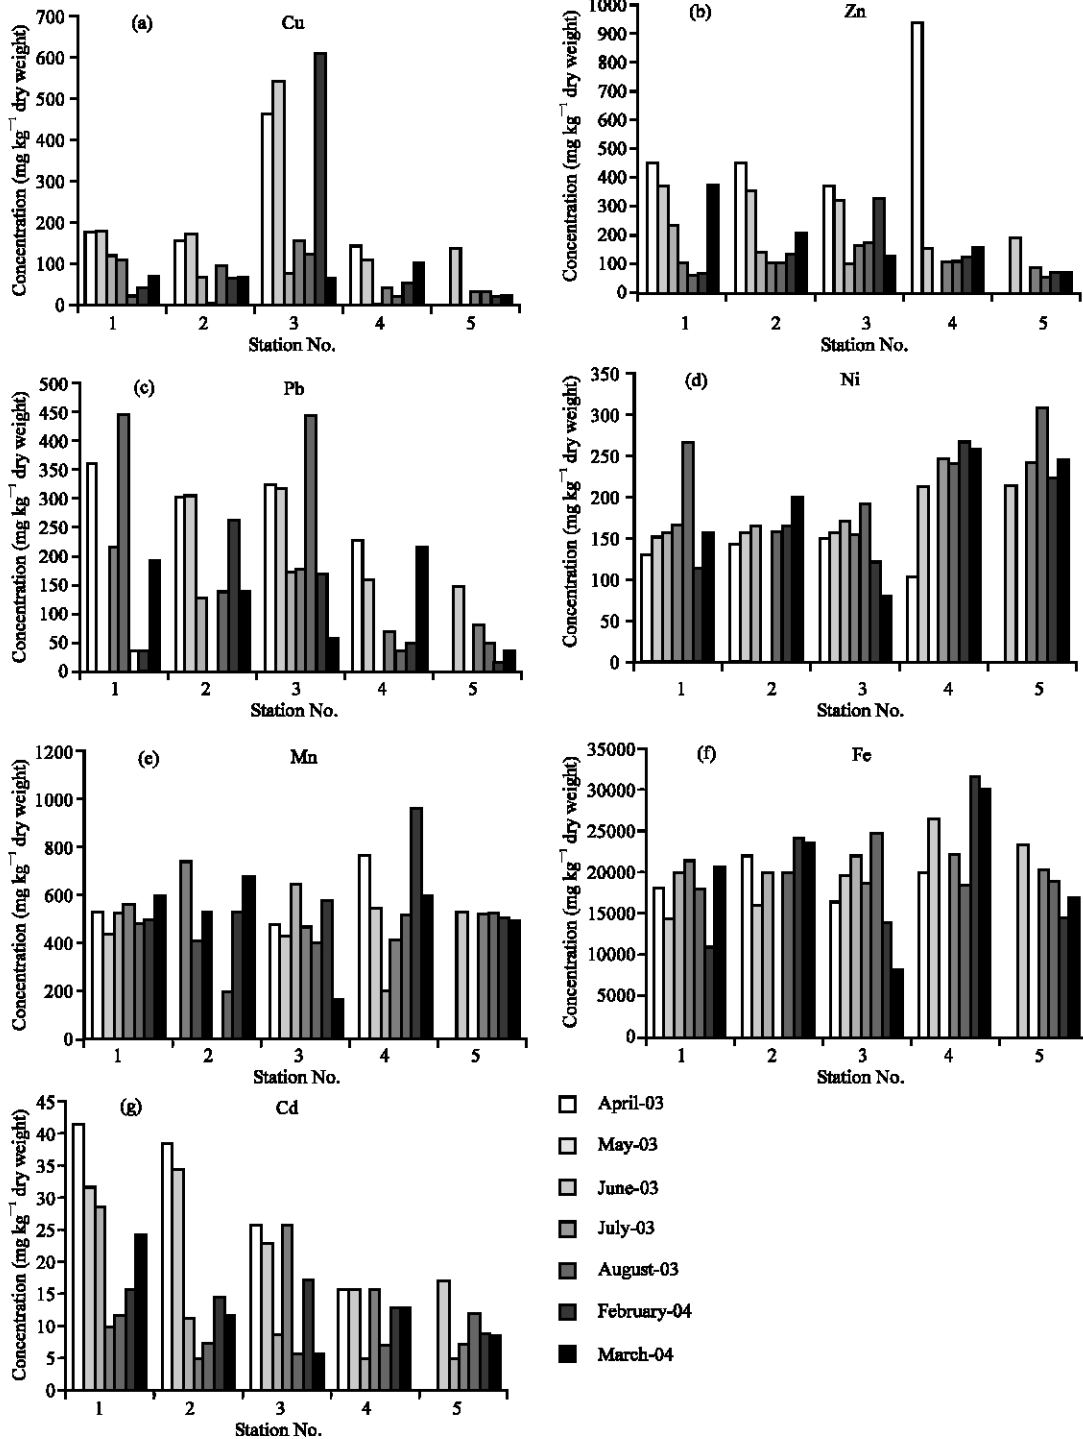 (a) Cu
Concentration (mg kg⁻¹ dry weight)
700
600
500
400
300
200
100
0
1 2 3 4 5
Station No.
(b) Zn
Concentration (mg kg⁻¹ dry weight)
1000
900
800
700
600
500
400
300
200
100
0
1 2 3 4 5
Station No.
(c) Pb
Concentration (mg kg⁻¹ dry weight)
500
450
400
350
300
250
200
150
100
50
0
1 2 3 4 5
Station No.
(d) Ni
Concentration (mg kg⁻¹ dry weight)
350
300
250
200
150
100
50
0
1 2 3 4 5
Station No.
(e) Mn
Concentration (mg kg⁻¹ dry weight)
1200
1000
800
600
400
200
0
1 2 3 4 5
Station No.
(f) Fe
Concentration (mg kg⁻¹ dry weight)
35000
30000
25000
20000
15000
10000
5000
0
1 2 3 4 5
Station No.
(g) Cd
Concentration (mg kg⁻¹ dry weight)
45
40
35
30
25
20
15
10
5
0
1 2 3 4 5
Station No.
April-03
May-03
June-03
July-03
August-03
February-04
March-04